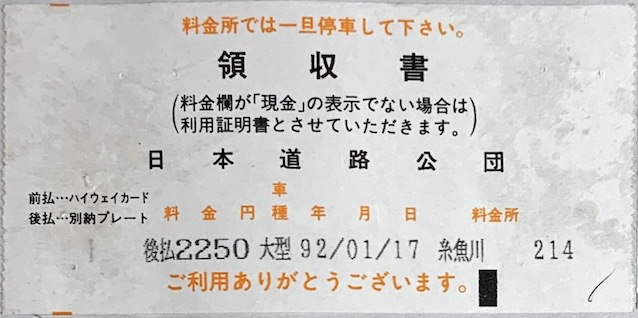 料金所では一旦停車して下さい。
領収書
(料金欄が「現金」の表示でない場合は
利用証明書とさせていただきます。)
日本道路公団
前払…ハイウェイカード
後払…別納プレート
料金円 車種 年月日 料金所
後払2250 大型 92/01/17 糸魚川 214
ご利用ありがとうございます。